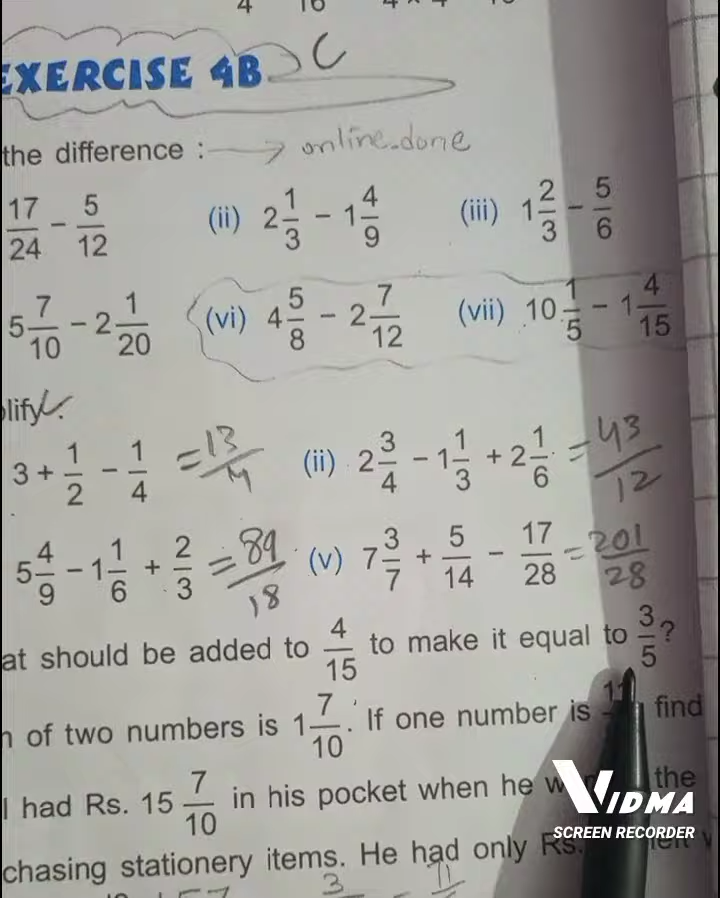 4 16 4 × 4
EXERCISE 4B C
the difference : → online done
17/24 − 5/12 (ii) 2 1/3 − 1 4/9 (iii) 1 2/3 − 5/6
5 7/10 − 2 1/20 (vi) 4 5/8 − 2 7/12 (vii) 10 1/5 − 1 4/15
lify.
3 + 1/2 − 1/4 = 13/4 (ii) 2 3/4 − 1 1/3 + 2 1/6 = 43/12
5 4/9 − 1 1/6 + 2/3 = 89/18 (v) 7 3/7 + 5/14 − 17/28 = 201/28
at should be added to 4/15 to make it equal to 3/5?
of two numbers is 1 7/10. If one number is find
had Rs. 15 7/10 in his pocket when he the
VIDMA
SCREEN RECORDER
chasing stationery items. He had only Rs. left